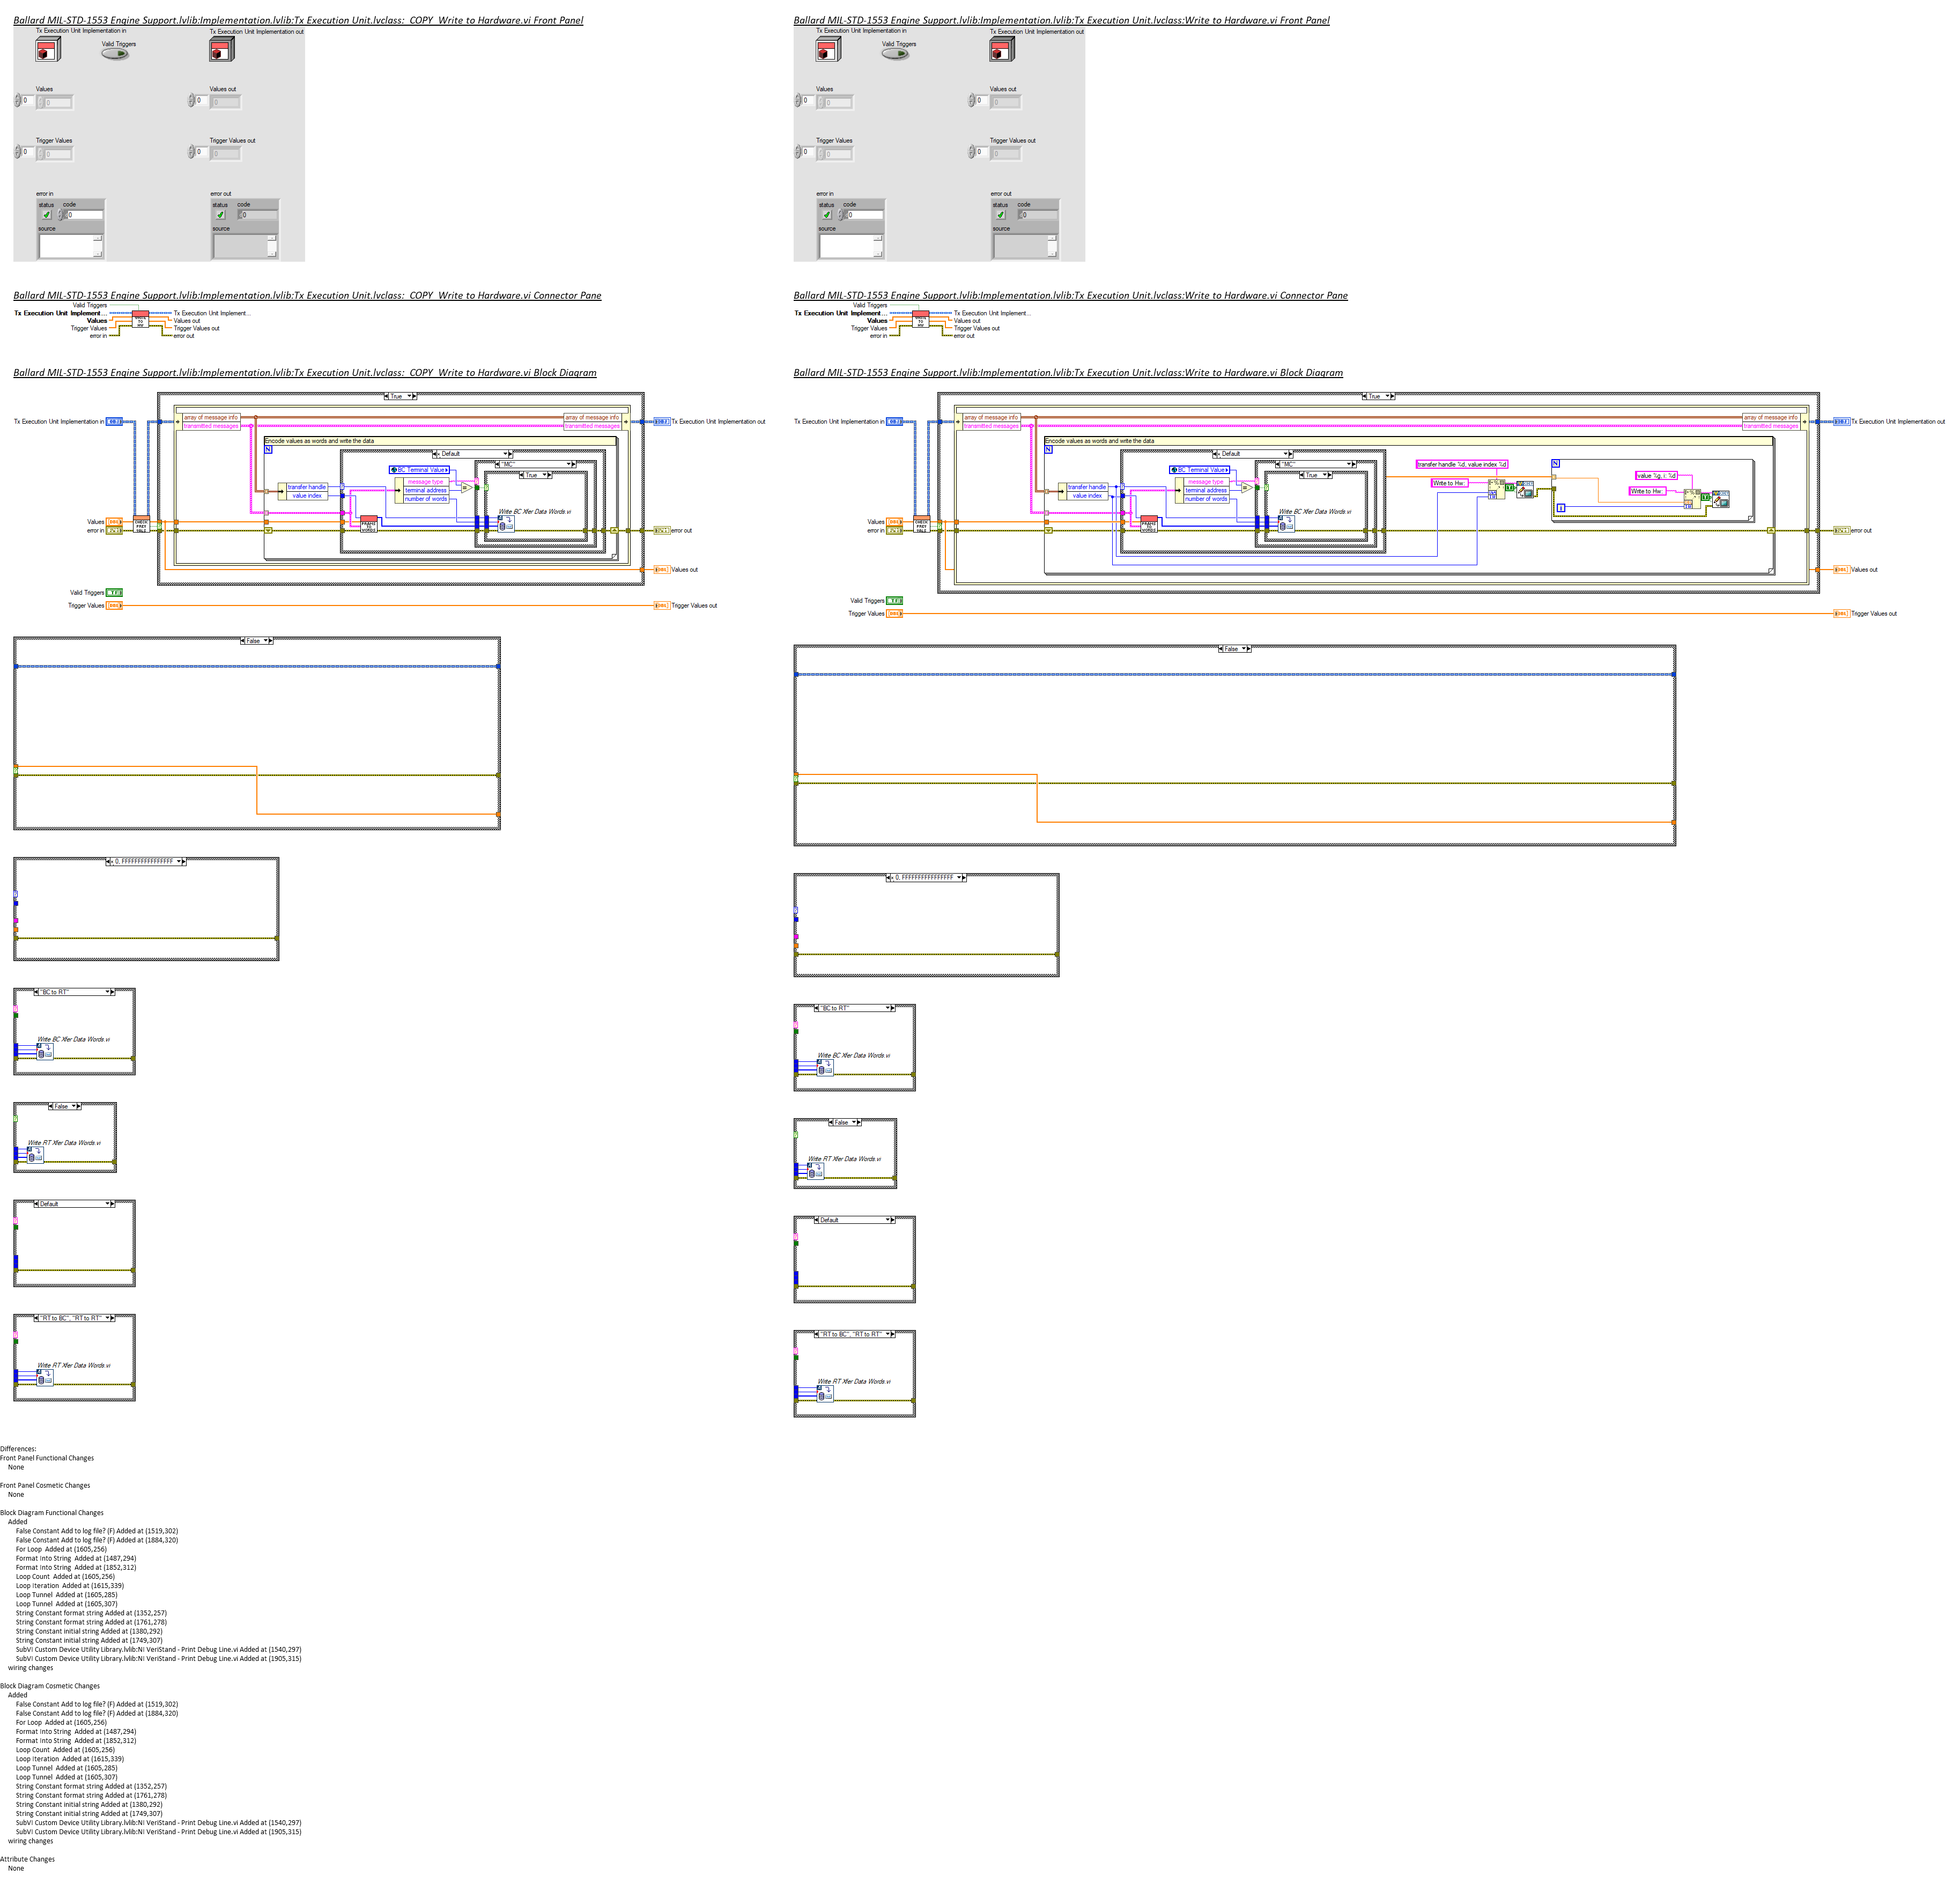 Ballard MIL-STD-1553 Engine Support.lvlib:Implementation.lvlib:Tx Execution Unit.lvclass:_COPY_Write to Hardware.vi Front Panel
Tx Execution Unit Implementation in
Valid Triggers
Tx Execution Unit Implementation out
Values
0
0
Values out
0
0
Trigger Values
0
0
Trigger Values out
0
0
error in
status code
0
source
error out
status code
0
source
Ballard MIL-STD-1553 Engine Support.lvlib:Implementation.lvlib:Tx Execution Unit.lvclass:_COPY_Write to Hardware.vi Connector Pane
Valid Triggers
Tx Execution Unit Implement...
Values
Trigger Values
error in
Tx Execution Unit Implement...
Values out
Trigger Values out
error out
Ballard MIL-STD-1553 Engine Support.lvlib:Implementation.lvlib:Tx Execution Unit.lvclass:_COPY_Write to Hardware.vi Block Diagram
True
Tx Execution Unit Implementation in
array of message info
transmitted messages
array of message info
transmitted messages
Tx Execution Unit Implementation out
Encode values as words and write the data
N
Default
"MC"
BC Terminal Value
True
message type
terminal address
number of words
transfer handle
value index
Write BC Xfer Data Words.vi
Values
error in
CHECK PREV VALS
error out
Values out
Valid Triggers
TF
Trigger Values
Trigger Values out
False
0, FFFFFFFFFFFFFFFF
"BC to RT"
Write BC Xfer Data Words.vi
False
Write RT Xfer Data Words.vi
Default
"RT to BC", "RT to RT"
Write RT Xfer Data Words.vi
Ballard MIL-STD-1553 Engine Support.lvlib:Implementation.lvlib:Tx Execution Unit.lvclass:Write to Hardware.vi Front Panel
Tx Execution Unit Implementation in
Valid Triggers
Tx Execution Unit Implementation out
Values
0
0
Values out
0
0
Trigger Values
0
0
Trigger Values out
0
0
error in
status code
0
source
error out
status code
0
source
Ballard MIL-STD-1553 Engine Support.lvlib:Implementation.lvlib:Tx Execution Unit.lvclass:Write to Hardware.vi Connector Pane
Valid Triggers
Tx Execution Unit Implement...
Values
Trigger Values
error in
Tx Execution Unit Implement...
Values out
Trigger Values out
error out
Ballard MIL-STD-1553 Engine Support.lvlib:Implementation.lvlib:Tx Execution Unit.lvclass:Write to Hardware.vi Block Diagram
True
Tx Execution Unit Implementation in
array of message info
transmitted messages
array of message info
transmitted messages
Tx Execution Unit Implementation out
Encode values as words and write the data
N
Default
"MC"
BC Terminal Value
True
message type
terminal address
number of words
transfer handle
value index
Write BC Xfer Data Words.vi
transfer handle %d, value index %d
Write to Hw:
N
value %g, i: %d
Write to Hw:
i
Values
error in
CHECK PREV VALS
error out
Values out
Valid Triggers
TF
Trigger Values
Trigger Values out
False
0, FFFFFFFFFFFFFFFF
"BC to RT"
Write BC Xfer Data Words.vi
False
Write RT Xfer Data Words.vi
Default
"RT to BC", "RT to RT"
Write RT Xfer Data Words.vi
Differences:
Front Panel Functional Changes
None
Front Panel Cosmetic Changes
None
Block Diagram Functional Changes
Added
False Constant Add to log file? (F) Added at (1519,302)
False Constant Add to log file? (F) Added at (1884,320)
For Loop  Added at (1605,256)
Format Into String  Added at (1487,294)
Format Into String  Added at (1852,312)
Loop Count  Added at (1605,256)
Loop Iteration  Added at (1615,339)
Loop Tunnel  Added at (1605,285)
Loop Tunnel  Added at (1605,307)
String Constant format string Added at (1352,257)
String Constant format string Added at (1761,278)
String Constant initial string Added at (1380,292)
String Constant initial string Added at (1749,307)
SubVI Custom Device Utility Library.lvlib:NI VeriStand - Print Debug Line.vi Added at (1540,297)
SubVI Custom Device Utility Library.lvlib:NI VeriStand - Print Debug Line.vi Added at (1905,315)
wiring changes
Block Diagram Cosmetic Changes
Added
False Constant Add to log file? (F) Added at (1519,302)
False Constant Add to log file? (F) Added at (1884,320)
For Loop  Added at (1605,256)
Format Into String  Added at (1487,294)
Format Into String  Added at (1852,312)
Loop Count  Added at (1605,256)
Loop Iteration  Added at (1615,339)
Loop Tunnel  Added at (1605,285)
Loop Tunnel  Added at (1605,307)
String Constant format string Added at (1352,257)
String Constant format string Added at (1761,278)
String Constant initial string Added at (1380,292)
String Constant initial string Added at (1749,307)
SubVI Custom Device Utility Library.lvlib:NI VeriStand - Print Debug Line.vi Added at (1540,297)
SubVI Custom Device Utility Library.lvlib:NI VeriStand - Print Debug Line.vi Added at (1905,315)
wiring changes
Attribute Changes
None